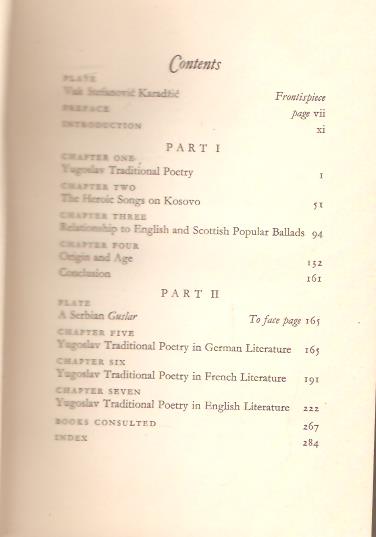 Contents
PLATE
Vuk Stefanović Karadžić Frontispiece
PREFACE page vii
INTRODUCTION xi
PART I
CHAPTER ONE
Yugoslav Traditional Poetry 1
CHAPTER TWO
The Heroic Songs on Kosovo 51
CHAPTER THREE
Relationship to English and Scottish Popular Ballads 94
CHAPTER FOUR
Origin and Age 132
Conclusion 161
PART II
PLATE
A Serbian Guslar To face page 165
CHAPTER FIVE
Yugoslav Traditional Poetry in German Literature 165
CHAPTER SIX
Yugoslav Traditional Poetry in French Literature 191
CHAPTER SEVEN
Yugoslav Traditional Poetry in English Literature 222
BOOKS CONSULTED 267
INDEX 284